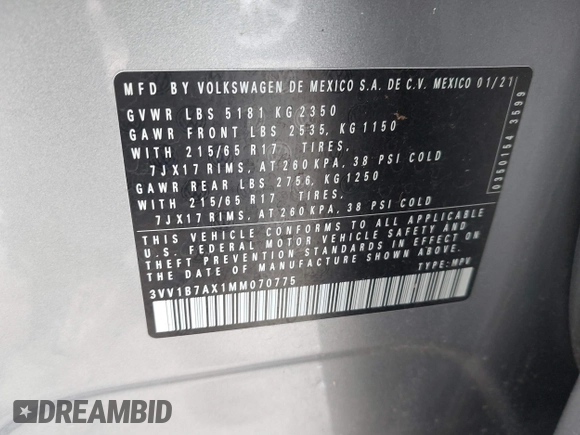 MFD BY VOLKSWAGEN DE MEXICO S.A. DE C.V. MEXICO 01/21
GVWR LBS 5181 KG 2350
GAWR FRONT LBS 2535, KG 1150
WITH 215/65 R17 TIRES,
7JX17 RIMS, AT 260KPA, 38 PSI COLD
GAWR REAR LBS 2756, KG 1250
WITH 215/65 R17 TIRES,
7JX17 RIMS, AT 260KPA, 38 PSI COLD
THIS VEHICLE CONFORMS TO ALL APPLICABLE
U.S. FEDERAL MOTOR VEHICLE SAFETY AND
THEFT PREVENTION STANDARDS IN EFFECT ON
THE DATE OF MANUFACTURE SHOWN ABOVE.
3VV1B7AX1MM070775 TYPE: MPV
0350154 3599
DREAMBID